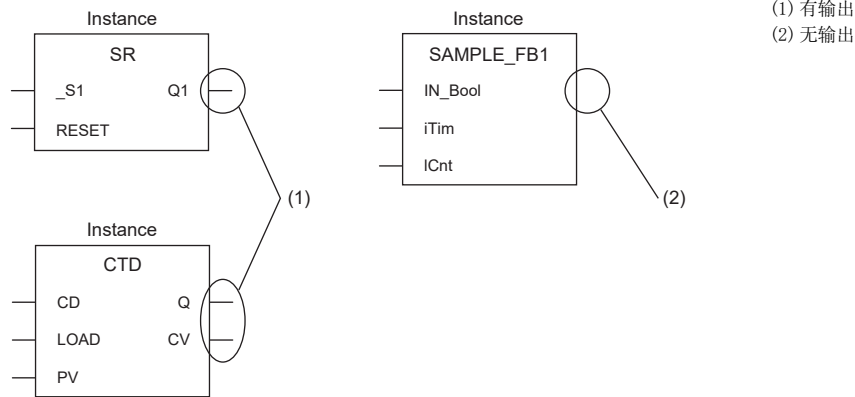 Instance
SR
_S1 Q1
RESET
Instance
SAMPLE_FB1
IN_Bool
iTim
lCnt
(1) 有输出
(2) 无输出
(1)
(2)
Instance
CTD
CD Q
LOAD CV
PV